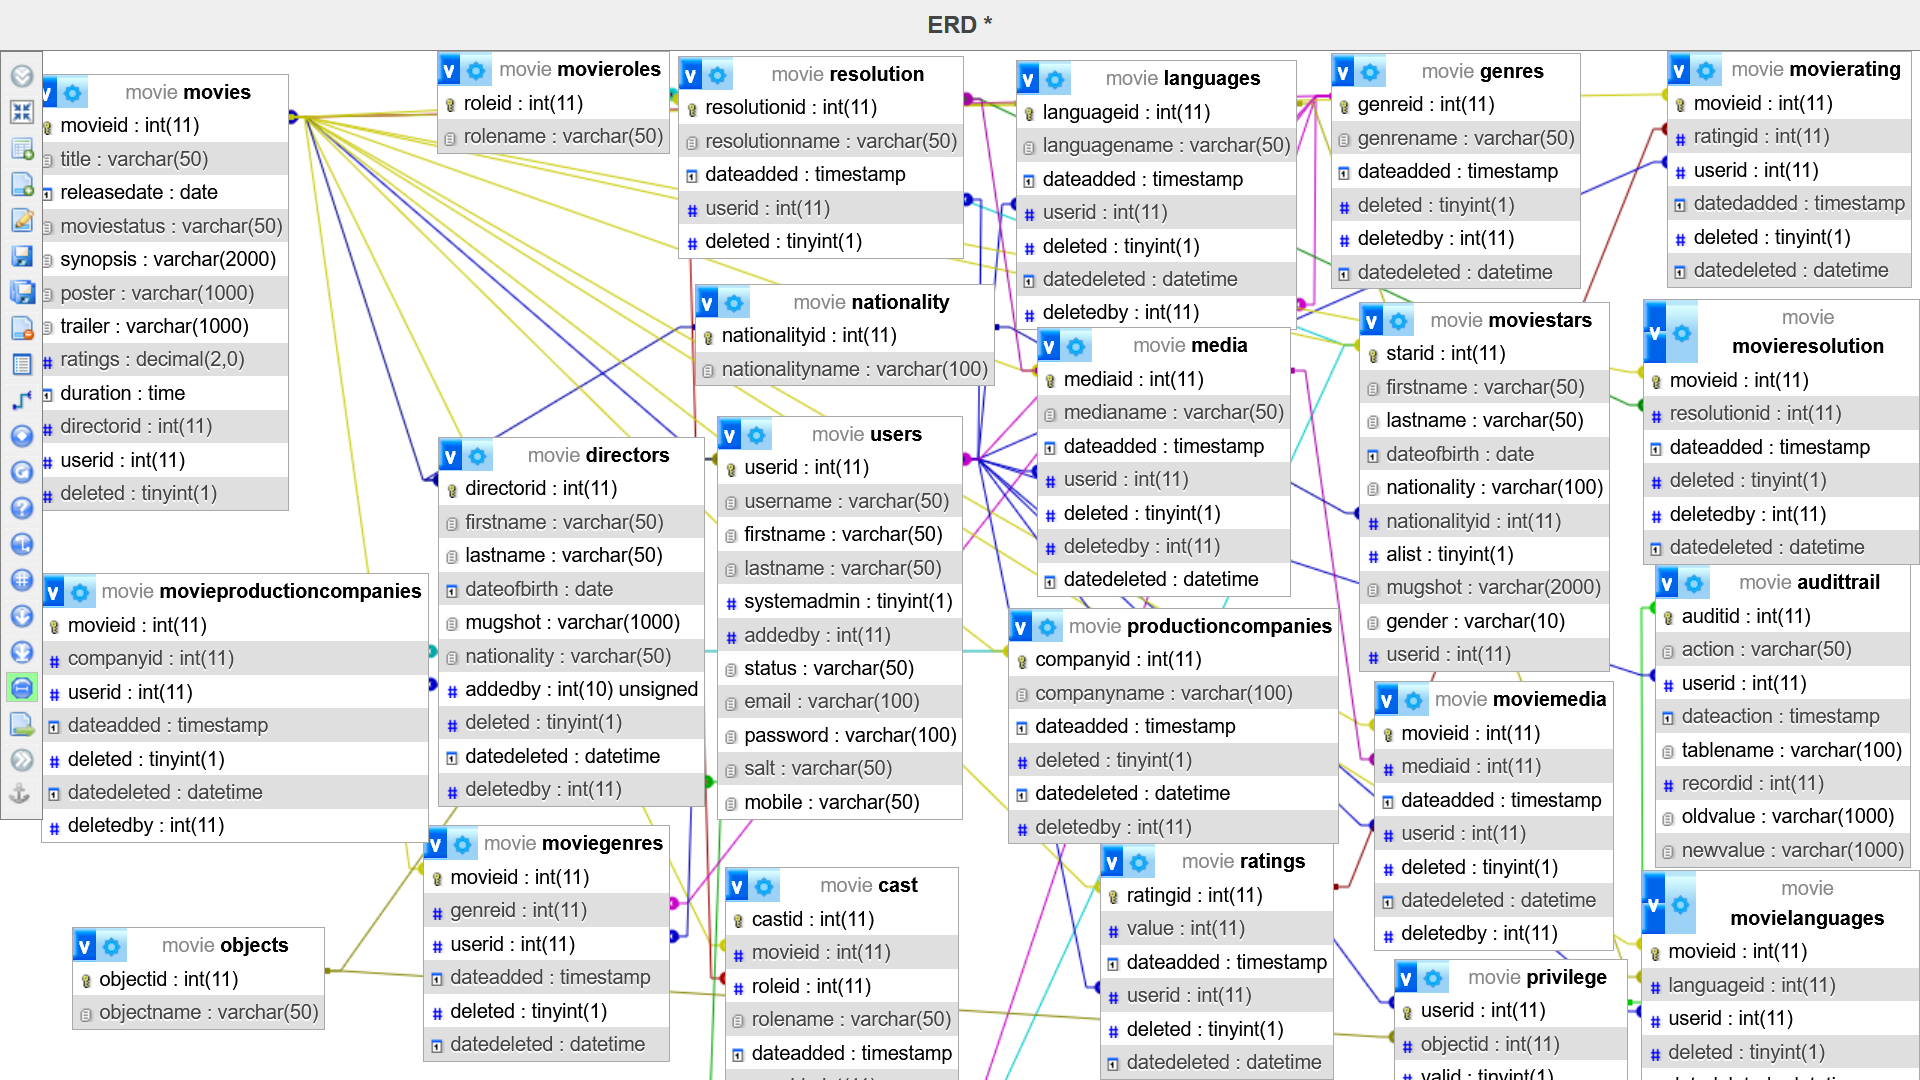 ERD *
movie movies
movieid : int(11)
title : varchar(50)
releasedate : date
moviestatus : varchar(50)
synopsis : varchar(2000)
poster : varchar(1000)
trailer : varchar(1000)
ratings : decimal(2,0)
duration : time
directorid : int(11)
userid : int(11)
deleted : tinyint(1)
movie movieroles
roleid : int(11)
rolename : varchar(50)
movie resolution
resolutionid : int(11)
resolutionname : varchar(50)
dateadded : timestamp
userid : int(11)
deleted : tinyint(1)
movie languages
languageid : int(11)
languagename : varchar(50)
dateadded : timestamp
userid : int(11)
deleted : tinyint(1)
datedeleted : datetime
deletedby : int(11)
movie genres
genreid : int(11)
genrename : varchar(50)
dateadded : timestamp
deleted : tinyint(1)
deletedby : int(11)
datedeleted : datetime
movie movierating
movieid : int(11)
ratingid : int(11)
userid : int(11)
datedadded : timestamp
deleted : tinyint(1)
datedeleted : datetime
movie nationality
nationalityid : int(11)
nationalityname : varchar(100)
movie media
mediaid : int(11)
medianame : varchar(50)
dateadded : timestamp
userid : int(11)
deleted : tinyint(1)
deletedby : int(11)
datedeleted : datetime
movie moviestars
starid : int(11)
firstname : varchar(50)
lastname : varchar(50)
dateofbirth : date
nationality : varchar(100)
nationalityid : int(11)
alist : tinyint(1)
mugshot : varchar(2000)
gender : varchar(10)
userid : int(11)
movie
movieresolution
movieid : int(11)
resolutionid : int(11)
dateadded : timestamp
deleted : tinyint(1)
deletedby : int(11)
datedeleted : datetime
movie directors
directorid : int(11)
firstname : varchar(50)
lastname : varchar(50)
dateofbirth : date
mugshot : varchar(1000)
nationality : varchar(50)
addedby : int(10) unsigned
deleted : tinyint(1)
datedeleted : datetime
deletedby : int(11)
movie users
userid : int(11)
username : varchar(50)
firstname : varchar(50)
lastname : varchar(50)
systemadmin : tinyint(1)
addedby : int(11)
status : varchar(50)
email : varchar(100)
password : varchar(100)
salt : varchar(50)
mobile : varchar(50)
movie movieproductioncompanies
movieid : int(11)
companyid : int(11)
userid : int(11)
dateadded : timestamp
deleted : tinyint(1)
datedeleted : datetime
deletedby : int(11)
movie productioncompanies
companyid : int(11)
companyname : varchar(100)
dateadded : timestamp
deleted : tinyint(1)
datedeleted : datetime
deletedby : int(11)
movie audittrail
auditid : int(11)
action : varchar(50)
userid : int(11)
dateaction : timestamp
tablename : varchar(100)
recordid : int(11)
oldvalue : varchar(1000)
newvalue : varchar(1000)
movie moviemedia
movieid : int(11)
mediaid : int(11)
dateadded : timestamp
userid : int(11)
deleted : tinyint(1)
datedeleted : datetime
deletedby : int(11)
movie moviegenres
movieid : int(11)
genreid : int(11)
userid : int(11)
dateadded : timestamp
deleted : tinyint(1)
datedeleted : datetime
movie cast
castid : int(11)
movieid : int(11)
roleid : int(11)
rolename : varchar(50)
dateadded : timestamp
movie ratings
ratingid : int(11)
value : int(11)
dateadded : timestamp
userid : int(11)
deleted : tinyint(1)
datedeleted : datetime
movie
movielanguages
movieid : int(11)
languageid : int(11)
userid : int(11)
deleted : tinyint(1)
movie objects
objectid : int(11)
objectname : varchar(50)
movie privilege
userid : int(11)
objectid : int(11)
valid : tinyint(1)